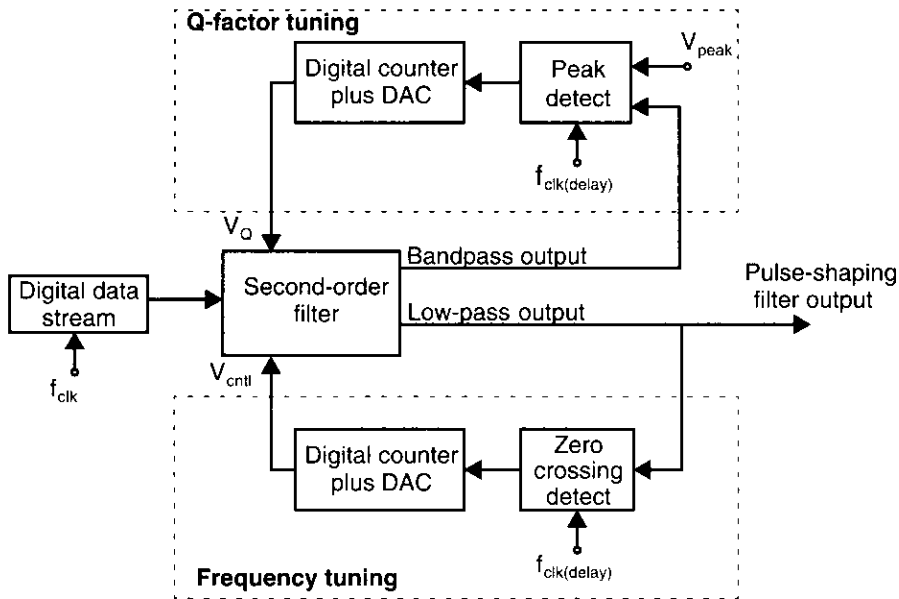 Q-factor tuning
Digital counter
plus DAC
Peak
detect
V_peak
f_clk(delay)
V_Q
Bandpass output
Digital data
stream
Second-order
filter
Low-pass output
Pulse-shaping
filter output
f_clk
V_cntl
Digital counter
plus DAC
Zero
crossing
detect
f_clk(delay)
Frequency tuning